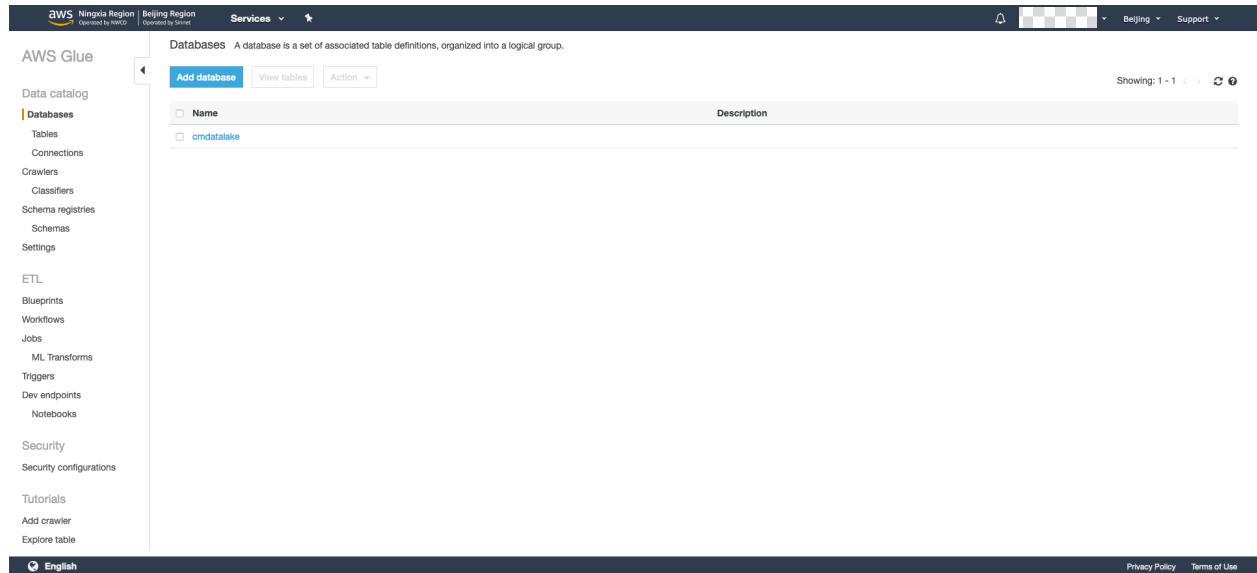 aws Ningxia Region Operated by NWCD | Beijing Region Operated by Sinnet Services Beijing Support
AWS Glue
Data catalog
Databases
Tables
Connections
Crawlers
Classifiers
Schema registries
Schemas
Settings
ETL
Blueprints
Workflows
Jobs
ML Transforms
Triggers
Dev endpoints
Notebooks
Security
Security configurations
Tutorials
Add crawler
Explore table
Databases A database is a set of associated table definitions, organized into a logical group.
Add database View tables Action Showing: 1 - 1
Name Description
cmdatalake
English Privacy Policy Terms of Use